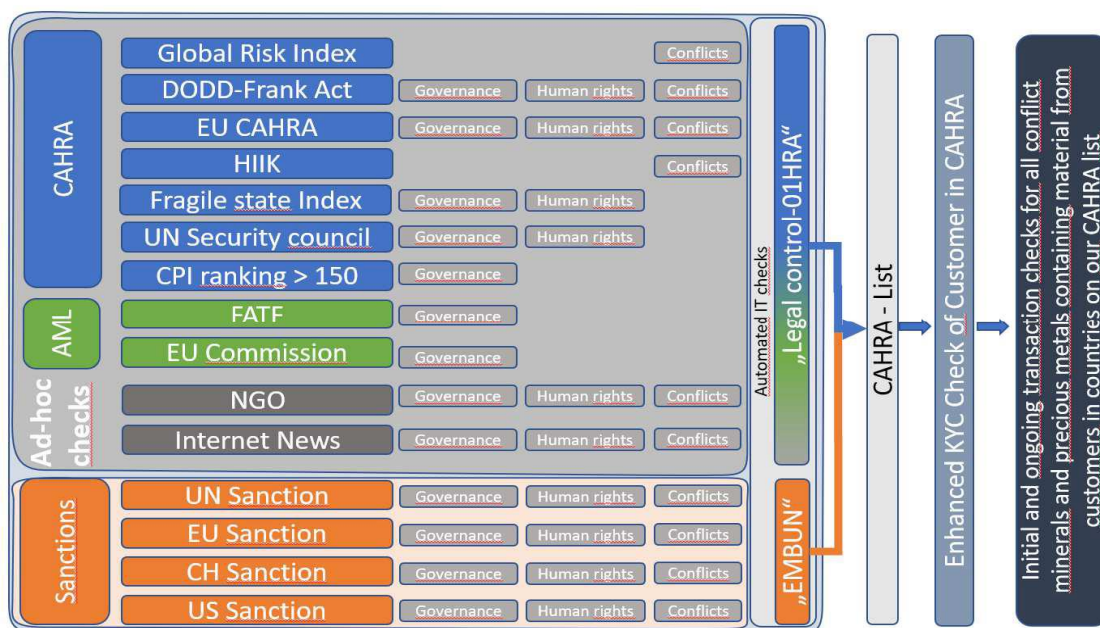 CAHRA
Global Risk Index
Conflicts
DODD-Frank Act
Governance
Human rights
Conflicts
EU CAHRA
Governance
Human rights
Conflicts
HIIK
Conflicts
Fragile state Index
Governance
Human rights
UN Security council
Governance
Human rights
CPI ranking > 150
Governance
AML
FATF
Governance
EU Commission
Governance
Ad-hoc
checks
NGO
Governance
Human rights
Conflicts
Internet News
Governance
Human rights
Conflicts
Sanctions
UN Sanction
Governance
Human rights
Conflicts
EU Sanction
Governance
Human rights
Conflicts
CH Sanction
Governance
Human rights
Conflicts
US Sanction
Governance
Human rights
Conflicts
Automated IT checks
„Legal control-01HRA“
„EMBUN“
CAHRA - List
Enhanced KYC Check of Customer in CAHRA
Initial and ongoing transaction checks for all conflict
minerals and precious metals containing material from
customers in countries on our CAHRA list